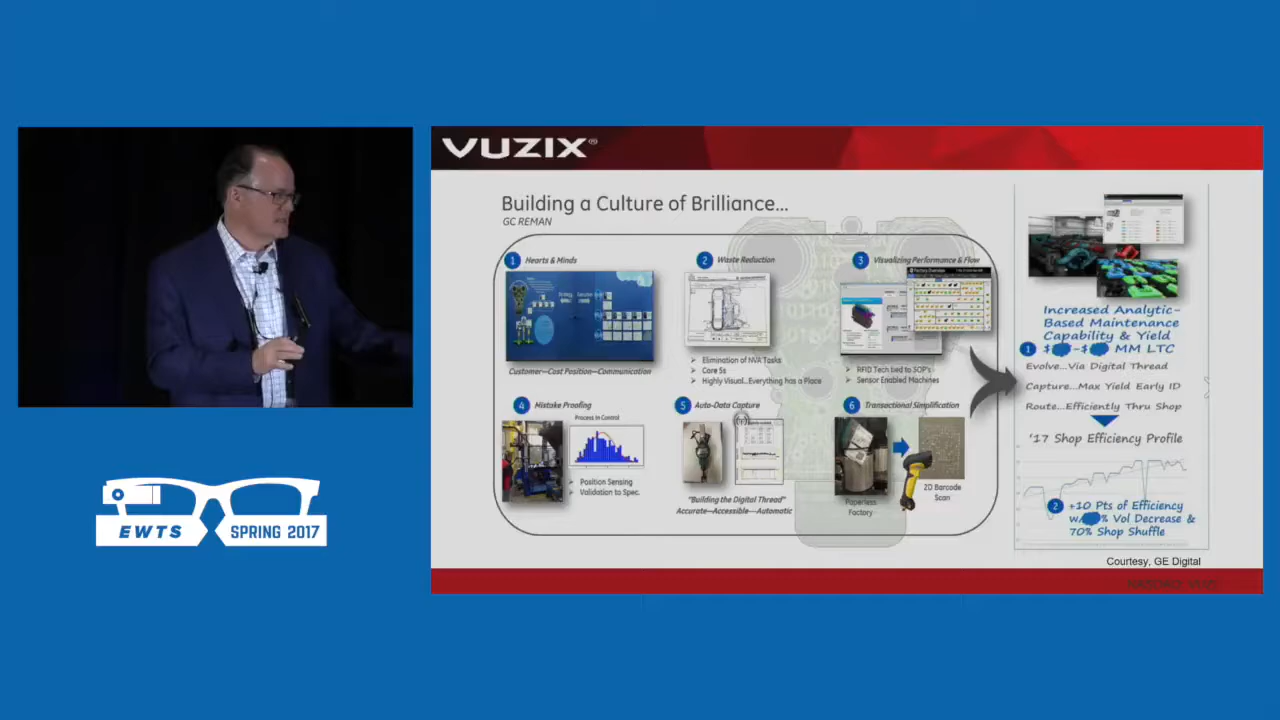 VUZIX®
Building a Culture of Brilliance...
GC REMAN
1 Hearts & Minds
Customer—Cost Position—Communication
2 Waste Reduction
Elimination of NVA Tasks
Core 5s
Highly Visual...Everything has a Place
3 Visualizing Performance & Flow
RFID Tech tied to SOP's
Sensor Enabled Machines
4 Mistake Proofing
Process In Control
Position Sensing
Validation to Spec.
5 Auto-Data Capture
"Building the Digital Thread"
Accurate—Accessible—Automatic
6 Transactional Simplification
Paperless
Factory
2D Barcode
Scan
Increased Analytic-
Based Maintenance
Capability & Yield
1 $ -$ MM LTC
Evolve...Via Digital Thread
Capture...Max Yield Early ID
Route...Efficiently Thru Shop
'17 Shop Efficiency Profile
2 +10 Pts of Efficiency
w/ % Vol Decrease &
70% Shop Shuffle
Courtesy, GE Digital
EWTS SPRING 2017